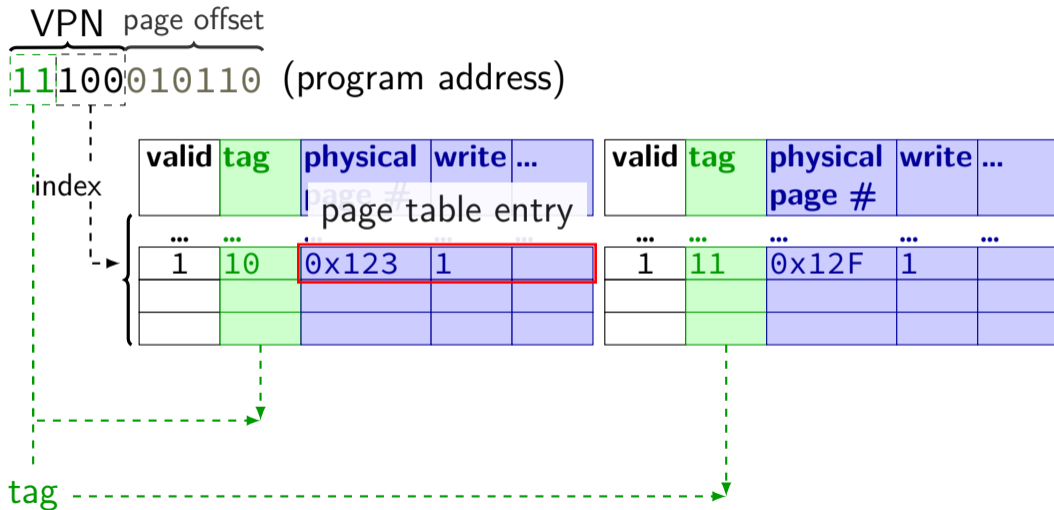 VPN page offset
11100010110 (program address)
index
valid tag physical page # write ... valid tag physical page # write ...
page table entry
... ... ... ... ... ... ... ... ... ...
1 10 0x123 1 1 11 0x12F 1
tag